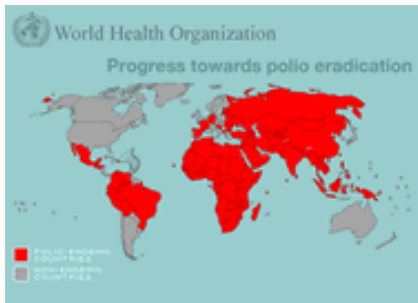 World Health Organization
Progress towards polio eradication
POLIO-ENDEMIC
COUNTRIES
NON-ENDEMIC
COUNTRIES